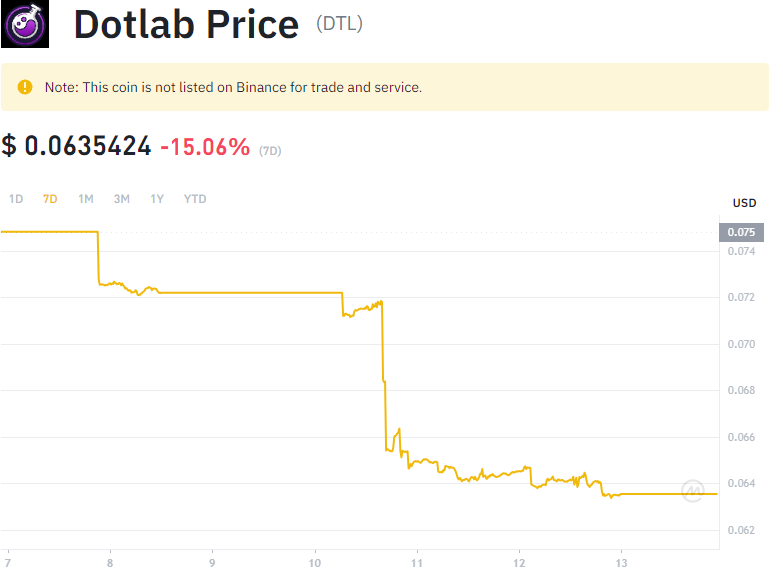 Dotlab Price (DTL)
Note: This coin is not listed on Binance for trade and service.
$ 0.0635424 -15.06% (7D)
1D 7D 1M 3M 1Y YTD
USD
0.075
0.074
0.072
0.070
0.068
0.066
0.064
0.062
7 8 9 10 11 12 13